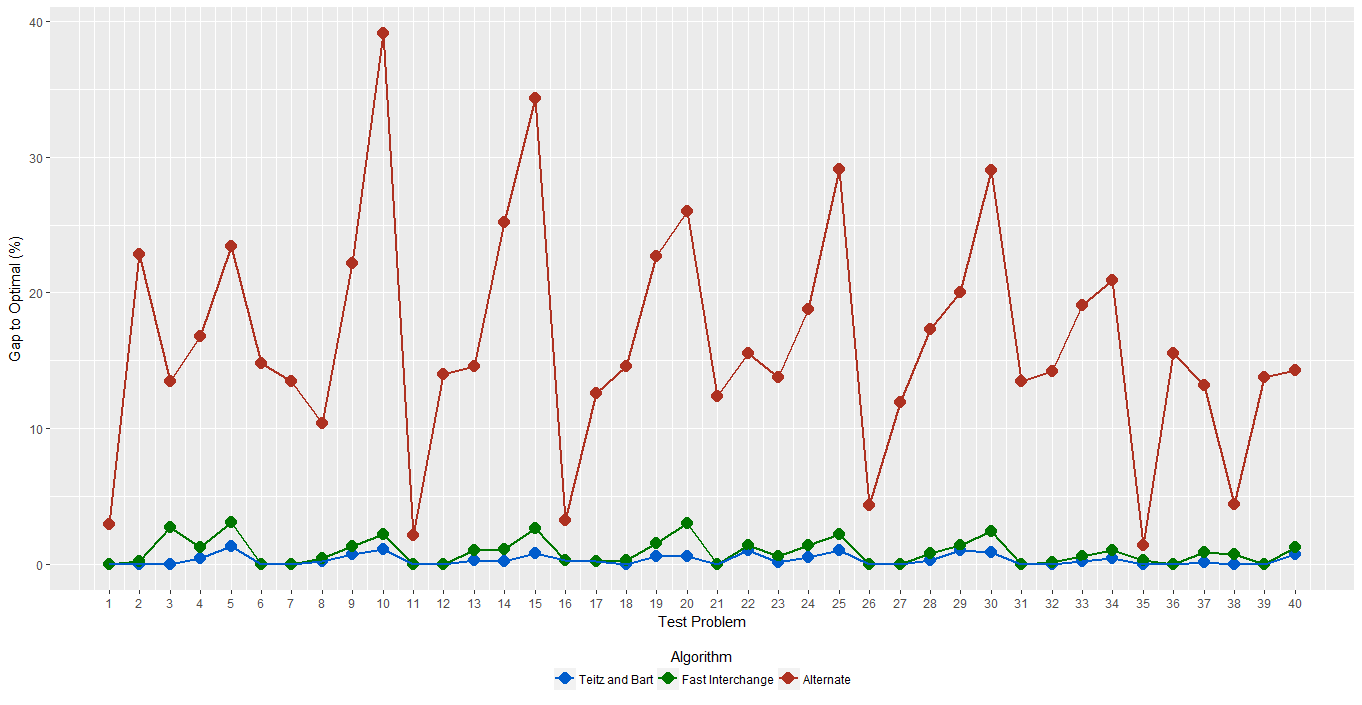 Gap to Optimal (%)
40
30
20
10
0
1 2 3 4 5 6 7 8 9 10 11 12 13 14 15 16 17 18 19 20 21 22 23 24 25 26 27 28 29 30 31 32 33 34 35 36 37 38 39 40
Test Problem
Algorithm
Teitz and Bart Fast Interchange Alternate